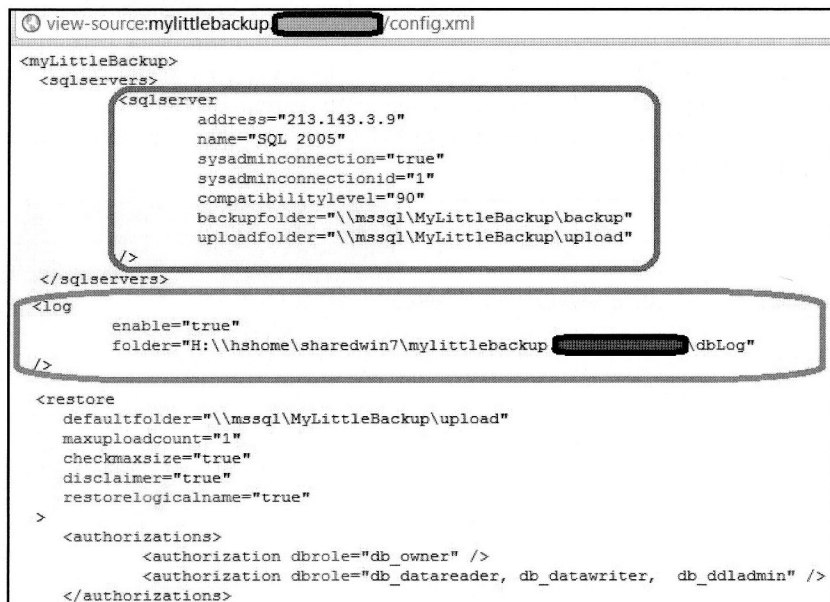 view-source:mylittlebackup. /config.xml
<myLittleBackup>
<sqlservers>
<sqlserver
address="213.143.3.9"
name="SQL 2005"
sysadminconnection="true"
sysadminconnectionid="1"
compatibilitylevel="90"
backupfolder="\\mssql\MyLittleBackup\backup"
uploadfolder="\\mssql\MyLittleBackup\upload"
/>
</sqlservers>
<log
enable="true"
folder="H:\\hshome\sharedwin7\mylittlebackup. \dbLog"
/>
<restore
defaultfolder="\\mssql\MyLittleBackup\upload"
maxuploadcount="1"
checkmaxsize="true"
disclaimer="true"
restorelogicalname="true"
>
<authorizations>
<authorization dbrole="db_owner" />
<authorization dbrole="db_datareader, db_datawriter,  db_ddladmin" />
</authorizations>